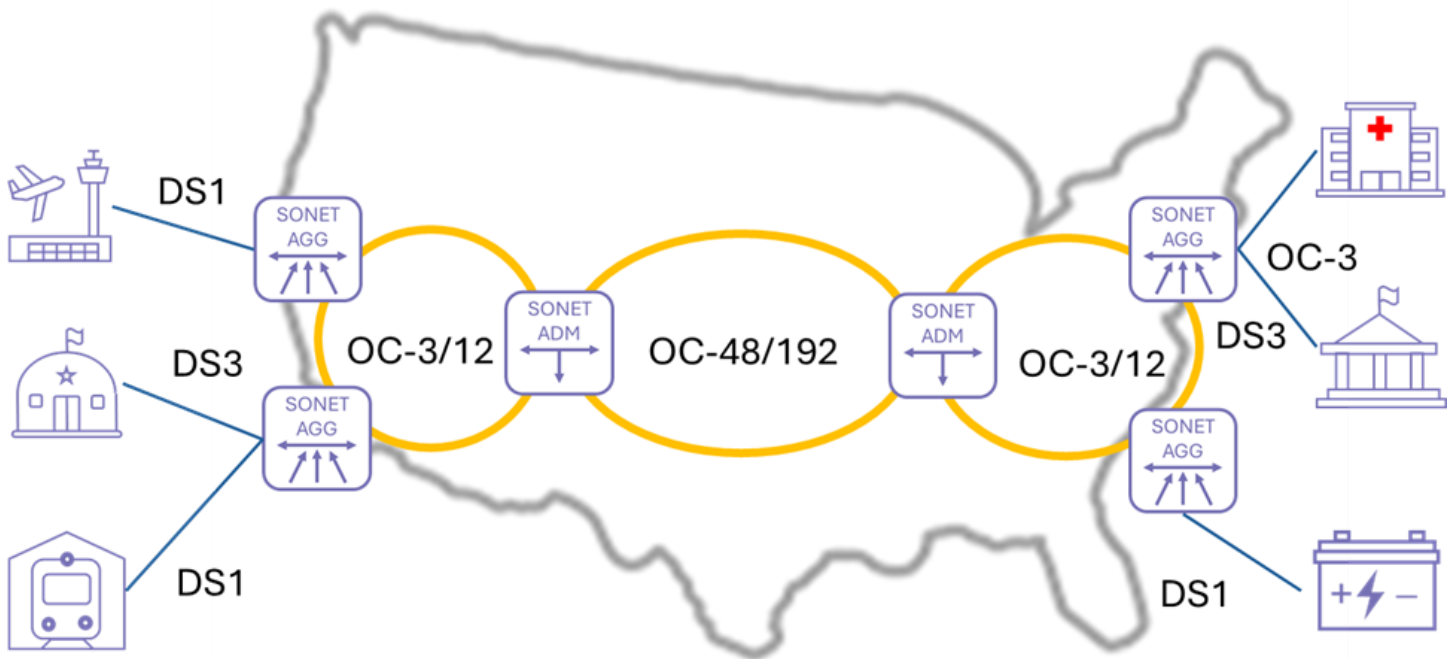 DS1
SONET
AGG
OC-3/12
SONET
ADM
OC-48/192
SONET
ADM
OC-3/12
SONET
AGG
OC-3
DS3
DS3
SONET
AGG
DS1
SONET
AGG
DS1
+ −